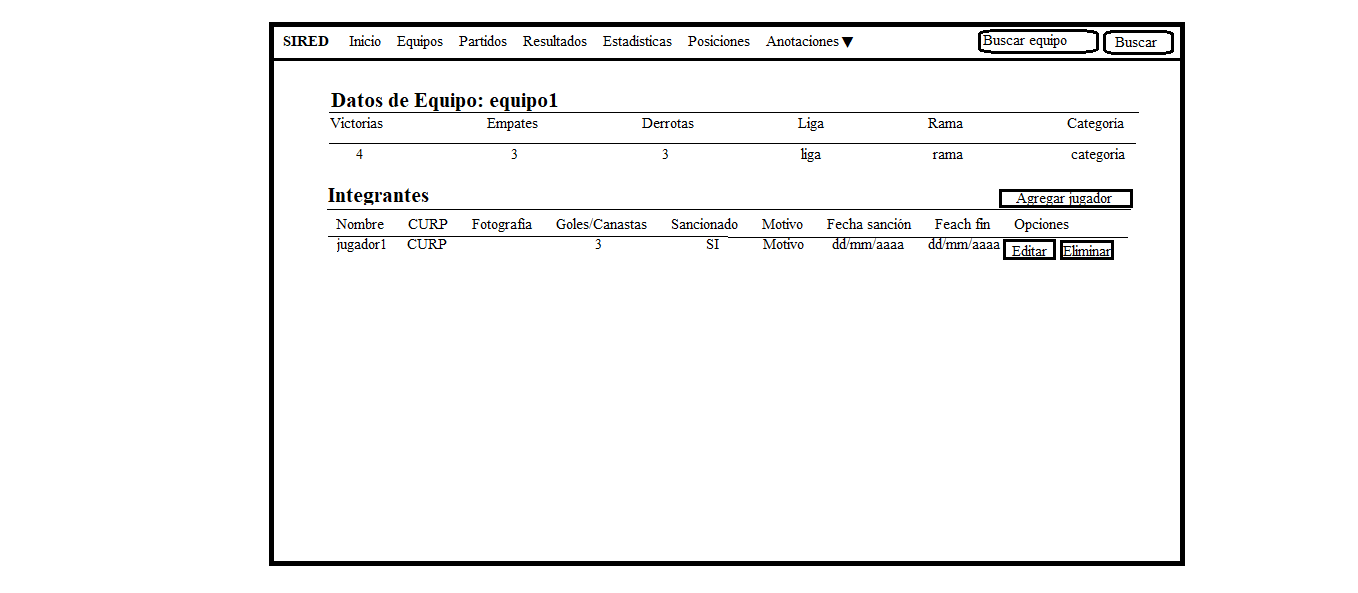 SIRED Inicio Equipos Partidos Resultados Estadisticas Posiciones Anotaciones▼ Buscar equipo Buscar
Datos de Equipo: equipo1
Victorias Empates Derrotas Liga Rama Categoria
4 3 3 liga rama categoria
Integrantes Agregar jugador
Nombre CURP Fotografia Goles/Canastas Sancionado Motivo Fecha sanción Feach fin Opciones
jugador1 CURP 3 SI Motivo dd/mm/aaaa dd/mm/aaaa Editar Eliminar